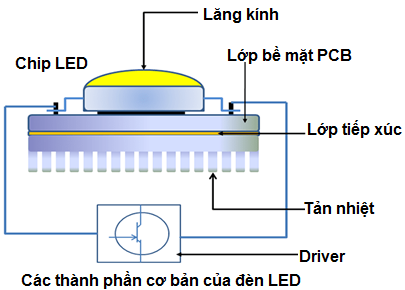 Lăng kính
Chip LED
Lớp bề mặt PCB
Lớp tiếp xúc
Tản nhiệt
Driver
Các thành phần cơ bản của đèn LED